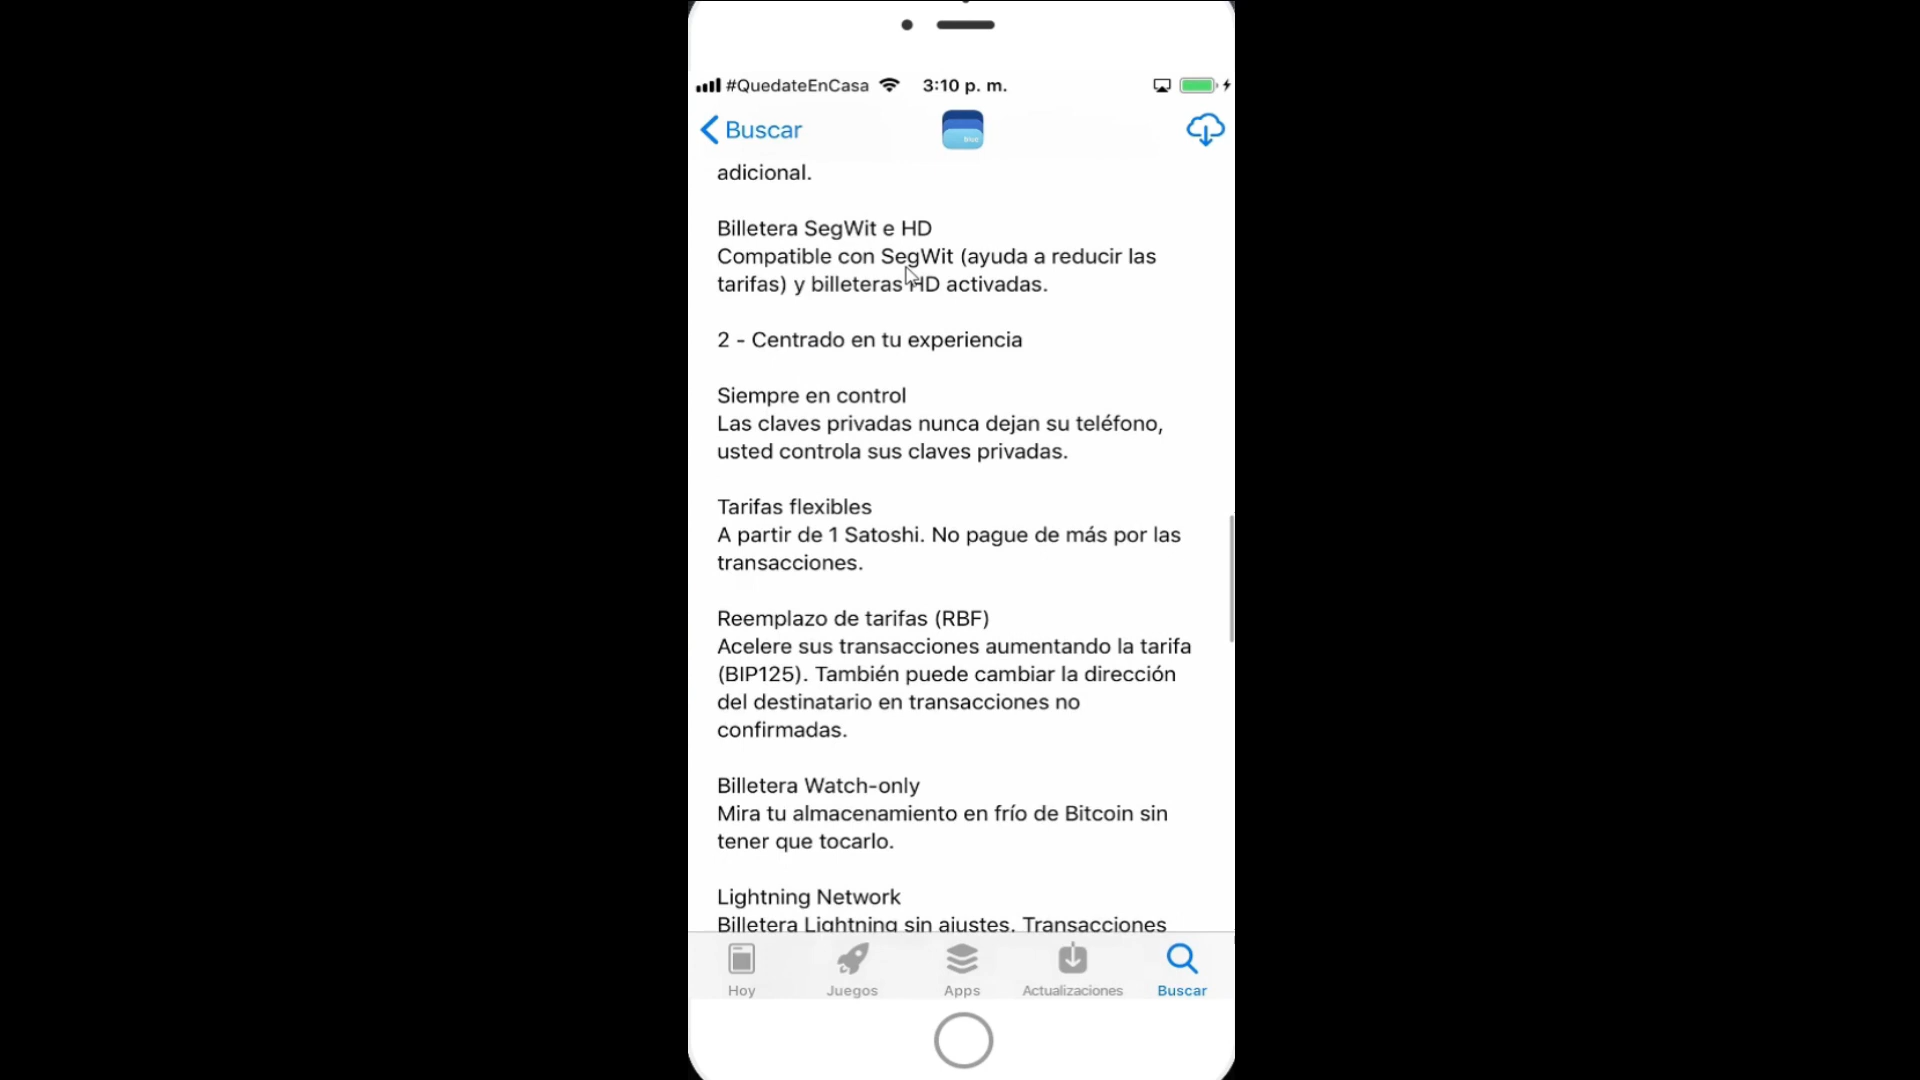 #QuedateEnCasa 3:10 p. m.
Buscar
blue
adicional.
Billetera SegWit e HD
Compatible con SegWit (ayuda a reducir las
tarifas) y billeteras HD activadas.
2 - Centrado en tu experiencia
Siempre en control
Las claves privadas nunca dejan su teléfono,
usted controla sus claves privadas.
Tarifas flexibles
A partir de 1 Satoshi. No pague de más por las
transacciones.
Reemplazo de tarifas (RBF)
Acelere sus transacciones aumentando la tarifa
(BIP125). También puede cambiar la dirección
del destinatario en transacciones no
confirmadas.
Billetera Watch-only
Mira tu almacenamiento en frío de Bitcoin sin
tener que tocarlo.
Lightning Network
Billetera Lightning sin ajustes. Transacciones
Hoy Juegos Apps Actualizaciones Buscar